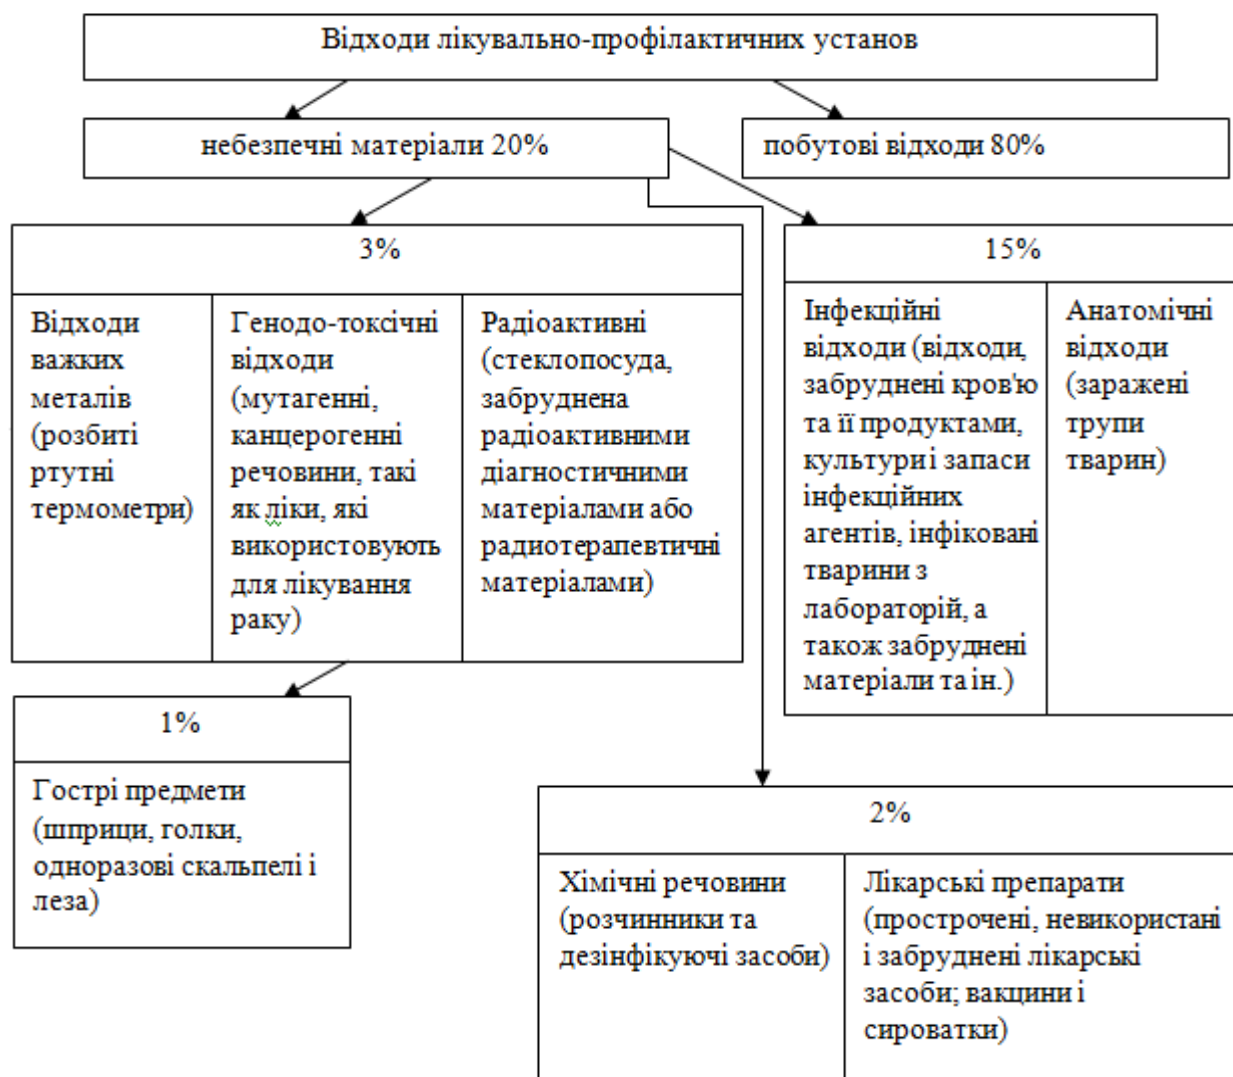 Відходи лікувально-профілактичних установ
небезпечні матеріали 20%
побутові відходи 80%
3%
Відходи
важких
металів
(розбиті
ртутні
термометри)
Генодо-токсічні
відходи
(мутагенні,
канцерогенні
речовини, такі
як ліки, які
використовують
для лікування
раку)
Радіоактивні
(стеклопосуда,
забруднена
радіоактивними
діагностичними
матеріалами або
радиотерапевтичні
матеріалами)
15%
Інфекційні
відходи (відходи,
забруднені кров'ю
та її продуктами,
культури і запаси
інфекційних
агентів, інфіковані
тварини з
лабораторій, а
також забруднені
матеріали та ін.)
Анатомічні
відходи
(заражені
трупи
тварин)
1%
Гострі предмети
(шприци, голки,
одноразові скальпелі і
леза)
2%
Хімічні речовини
(розчинники та
дезінфікуючі засоби)
Лікарські препарати
(прострочені, невикористані
і забруднені лікарські
засоби; вакцини і
сироватки)